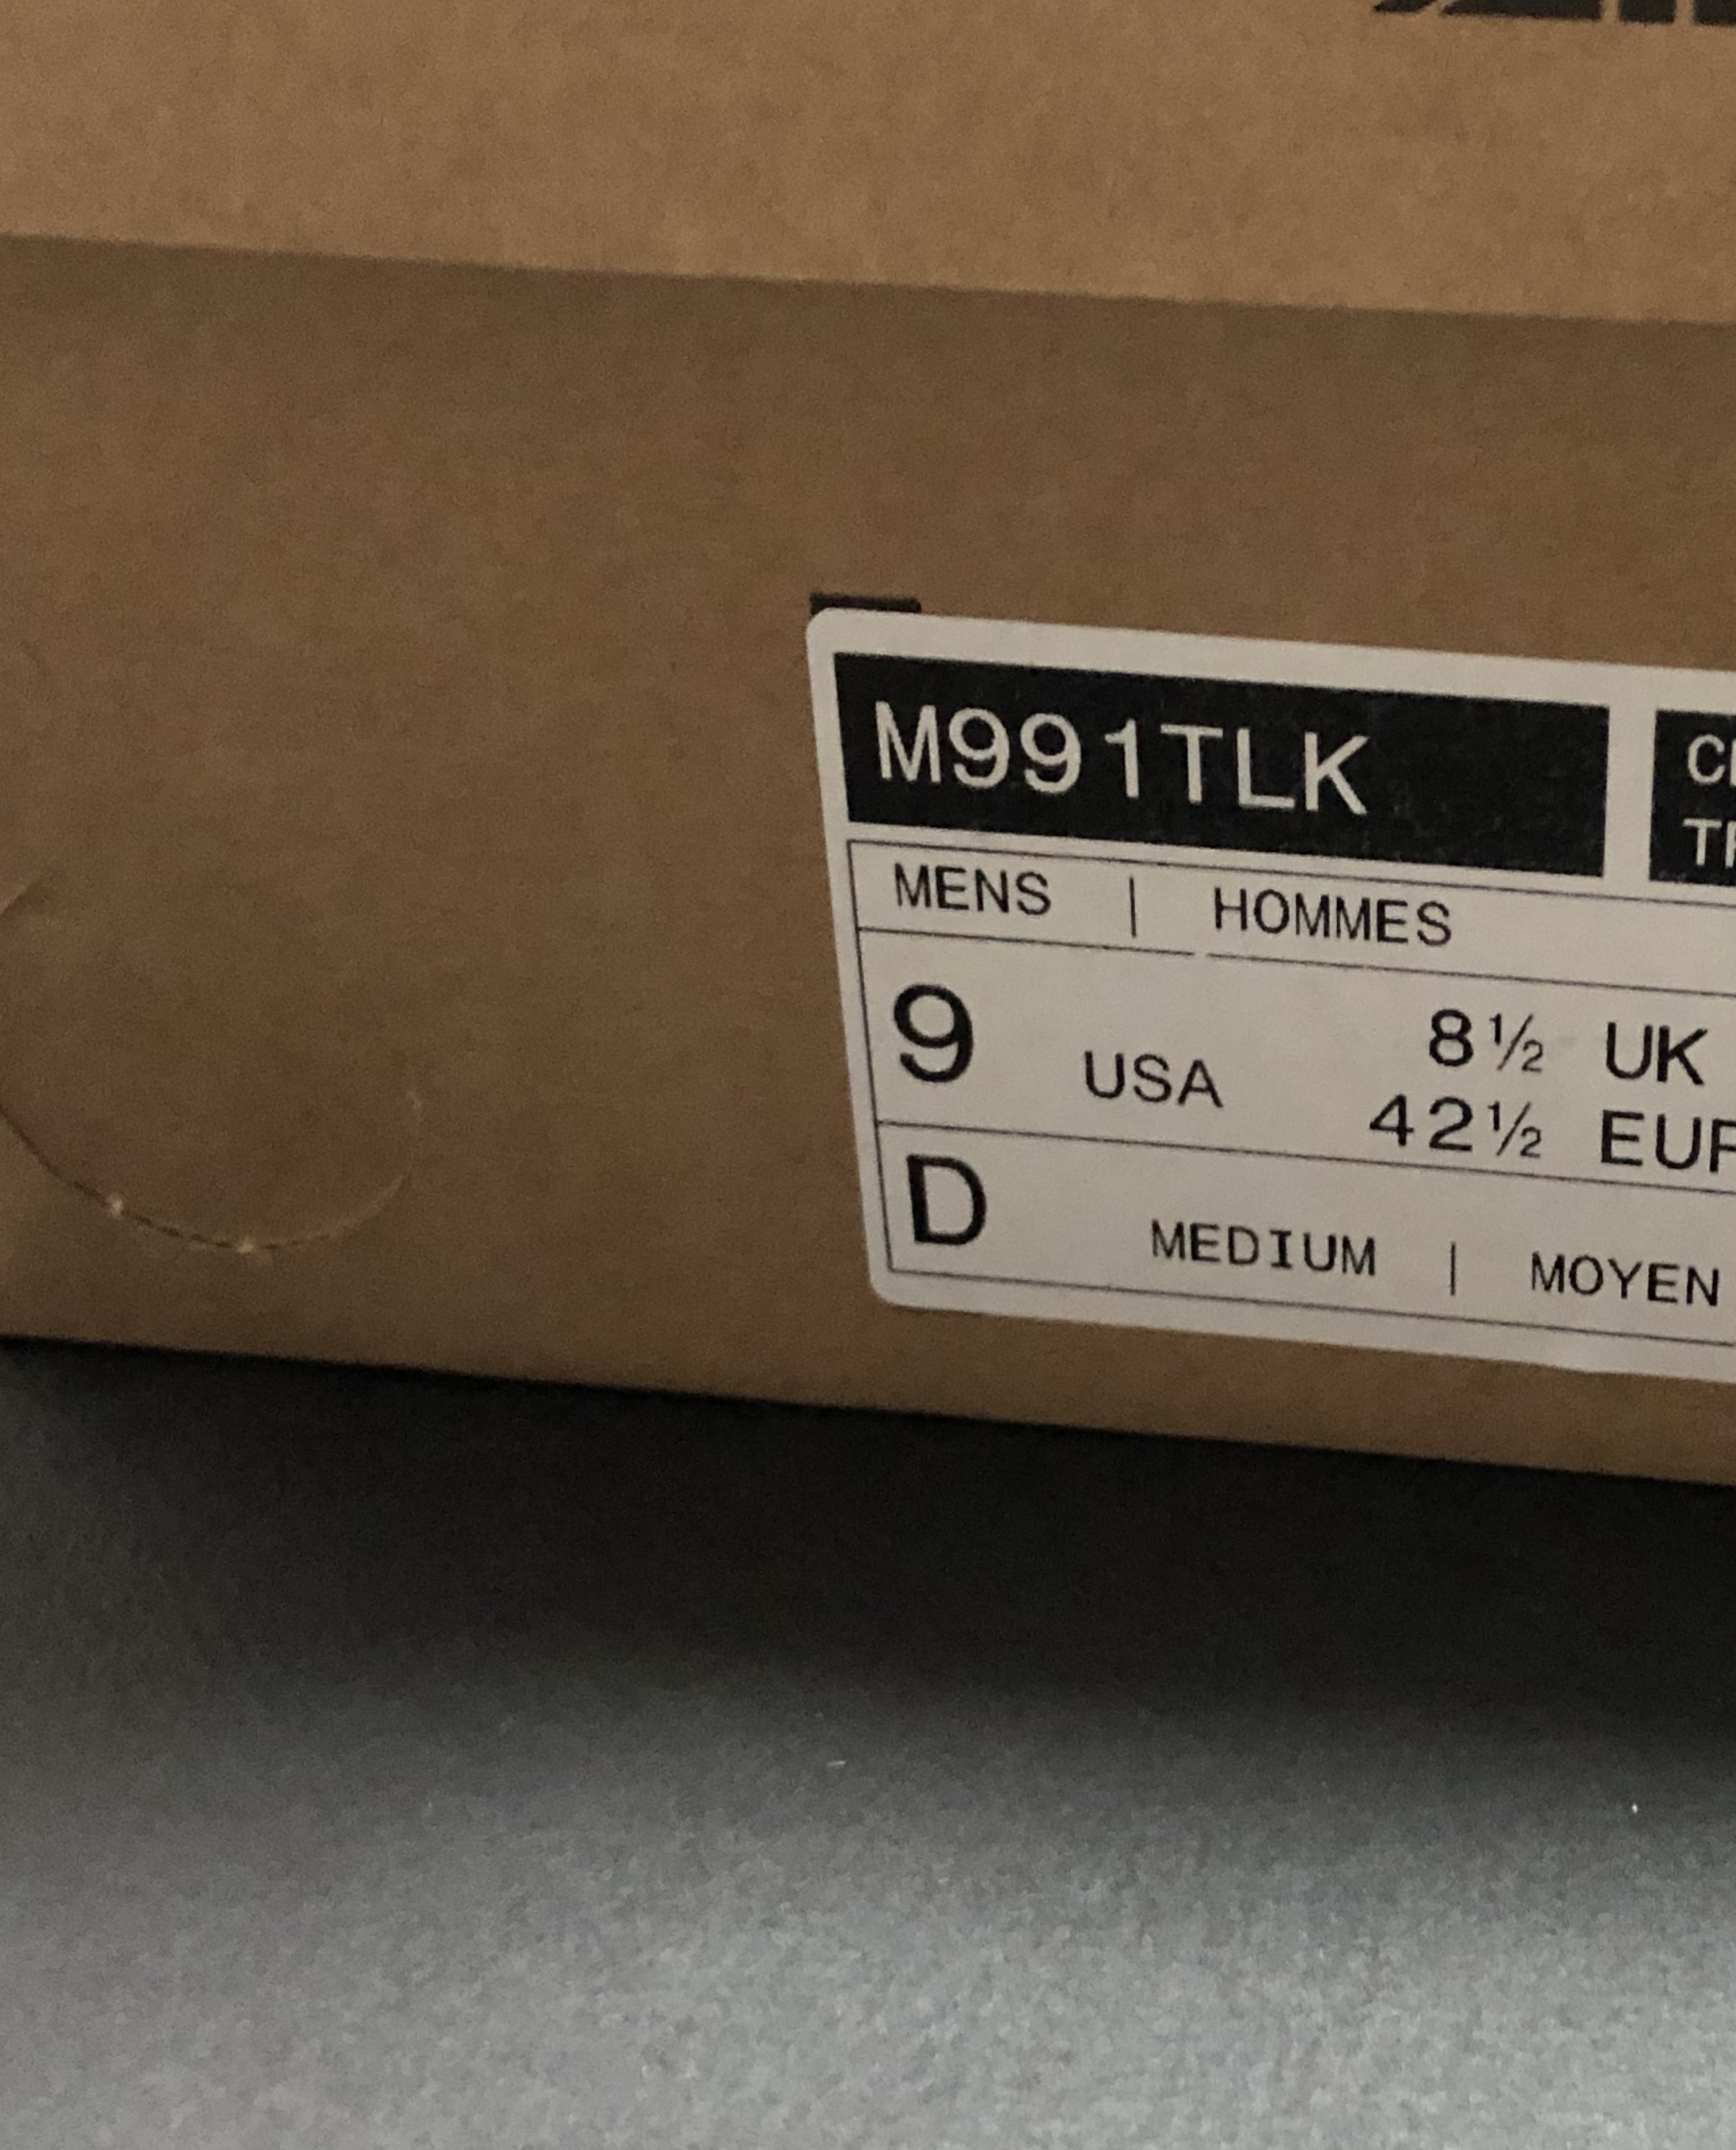 M991TLK
MENS | HOMMES
9 USA
8½ UK
42½ EUR
D MEDIUM | MOYEN